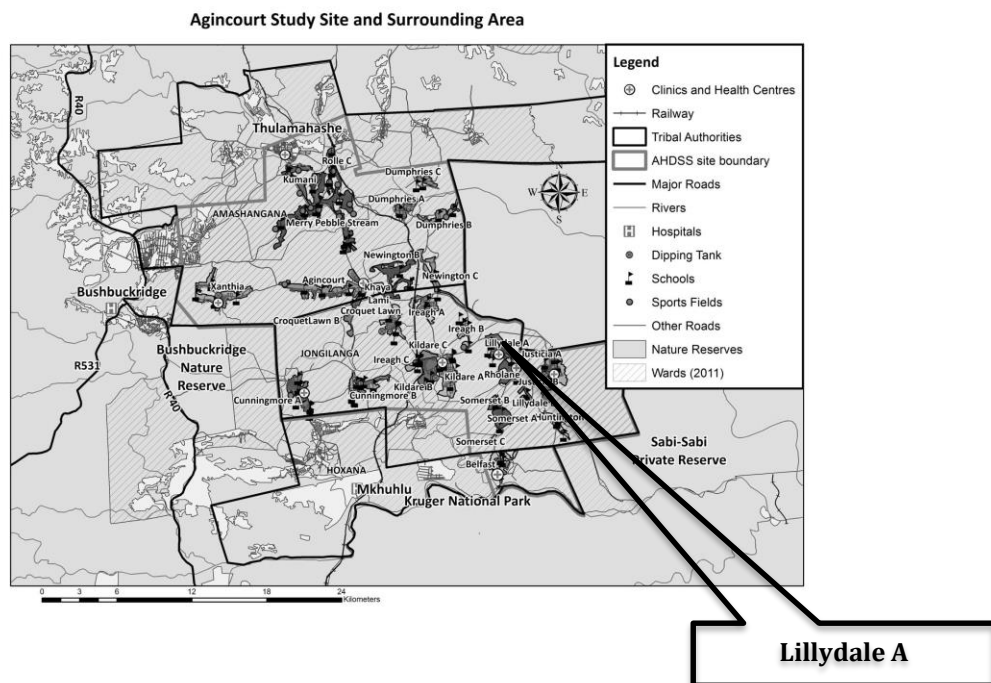 Agincourt Study Site and Surrounding Area
R40
Thulamahashe
Rolle C
Kumani
Dumphries C
Dumphries A
AMASHANGANA
Merry Pebble Stream
Dumphries B
Newington B
Newington C
Xanthia
Agincourt
Khaya
Lami
Bushbuckridge
H
CroquetLawn B
Croquet Lawn
Ireagh A
Ireagh B
Bushbuckridge
Nature
Reserve
JONGILANGA
Kildare C
Lillydale A
Justicia A
R531
Ireagh C
Kildare A
Rholane
R'40
Kildare B
Cunningmore A
Cunningmore B
Somerset B
Lillydale
Somerset A
Huntington
Somerset C
Sabi-Sabi
Private Reserve
HOXANA
Belfast
Mkhuhlu
Kruger National Park
N
W
E
S
Legend
Clinics and Health Centres
Railway
Tribal Authorities
AHDSS site boundary
Major Roads
Rivers
H
Hospitals
Dipping Tank
Schools
Sports Fields
Other Roads
Nature Reserves
Wards (2011)
0 3 6 12 18 24
Kilometers
Lillydale A